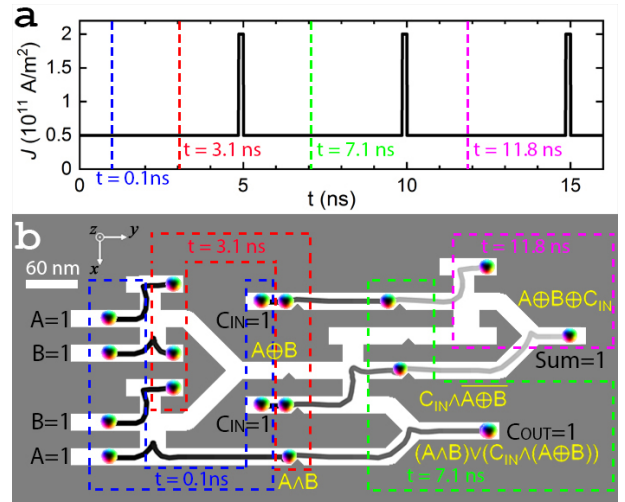 a
J (10¹¹ A/m²)
2
1.5
1
0.5
0
t = 3.1 ns
t = 7.1 ns
t = 11.8 ns
0
5
10
15
t = 0.1ns
t (ns)
b
z
y
x
60 nm
t = 3.1 ns
t = 11.8 ns
A=1
CIN=1
A⊕B⊕CIN
B=1
A⊕B
Sum=1
B=1
CIN=1
CIN∧A⊕B̅
COUT=1
A=1
(A∧B)∨(CIN∧(A⊕B))
t = 0.1ns
A∧B
t = 7.1 ns